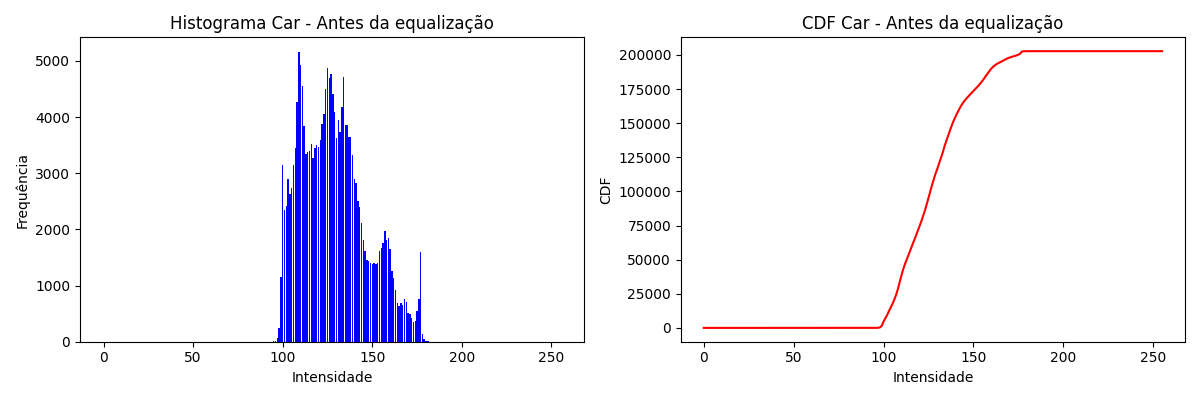 Histograma Car - Antes da equalização
5000
4000
3000
2000
1000
0
Frequência
0 50 100 150 200 250
Intensidade
CDF Car - Antes da equalização
200000
175000
150000
125000
100000
75000
50000
25000
0
CDF
0 50 100 150 200 250
Intensidade